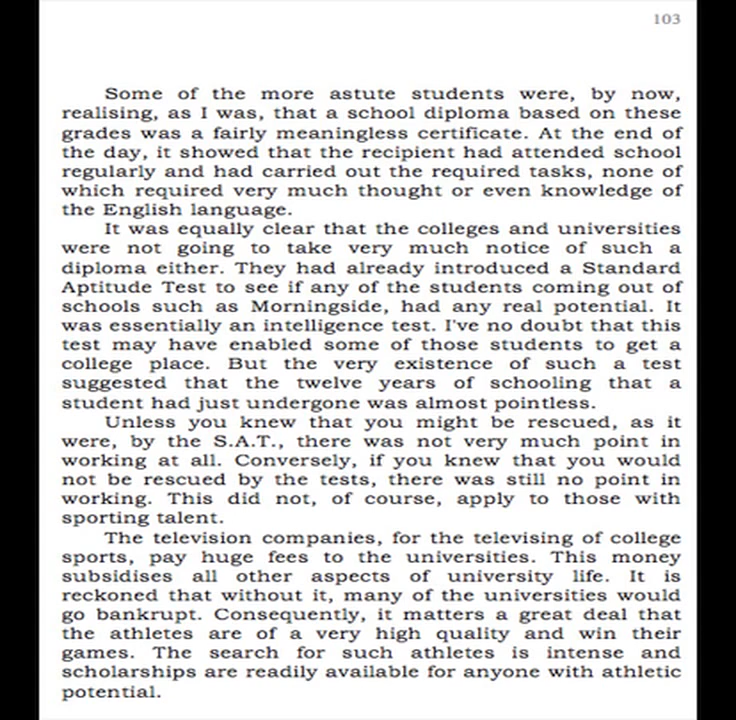 103
Some of the more astute students were, by now,
realising, as I was, that a school diploma based on these
grades was a fairly meaningless certificate. At the end of
the day, it showed that the recipient had attended school
regularly and had carried out the required tasks, none of
which required very much thought or even knowledge of
the English language.
It was equally clear that the colleges and universities
were not going to take very much notice of such a
diploma either. They had already introduced a Standard
Aptitude Test to see if any of the students coming out of
schools such as Morningside, had any real potential. It
was essentially an intelligence test. I've no doubt that this
test may have enabled some of those students to get a
college place. But the very existence of such a test
suggested that the twelve years of schooling that a
student had just undergone was almost pointless.
Unless you knew that you might be rescued, as it
were, by the S.A.T., there was not very much point in
working at all. Conversely, if you knew that you would
not be rescued by the tests, there was still no point in
working. This did not, of course, apply to those with
sporting talent.
The television companies, for the televising of college
sports, pay huge fees to the universities. This money
subsidises all other aspects of university life. It is
reckoned that without it, many of the universities would
go bankrupt. Consequently, it matters a great deal that
the athletes are of a very high quality and win their
games. The search for such athletes is intense and
scholarships are readily available for anyone with athletic
potential.